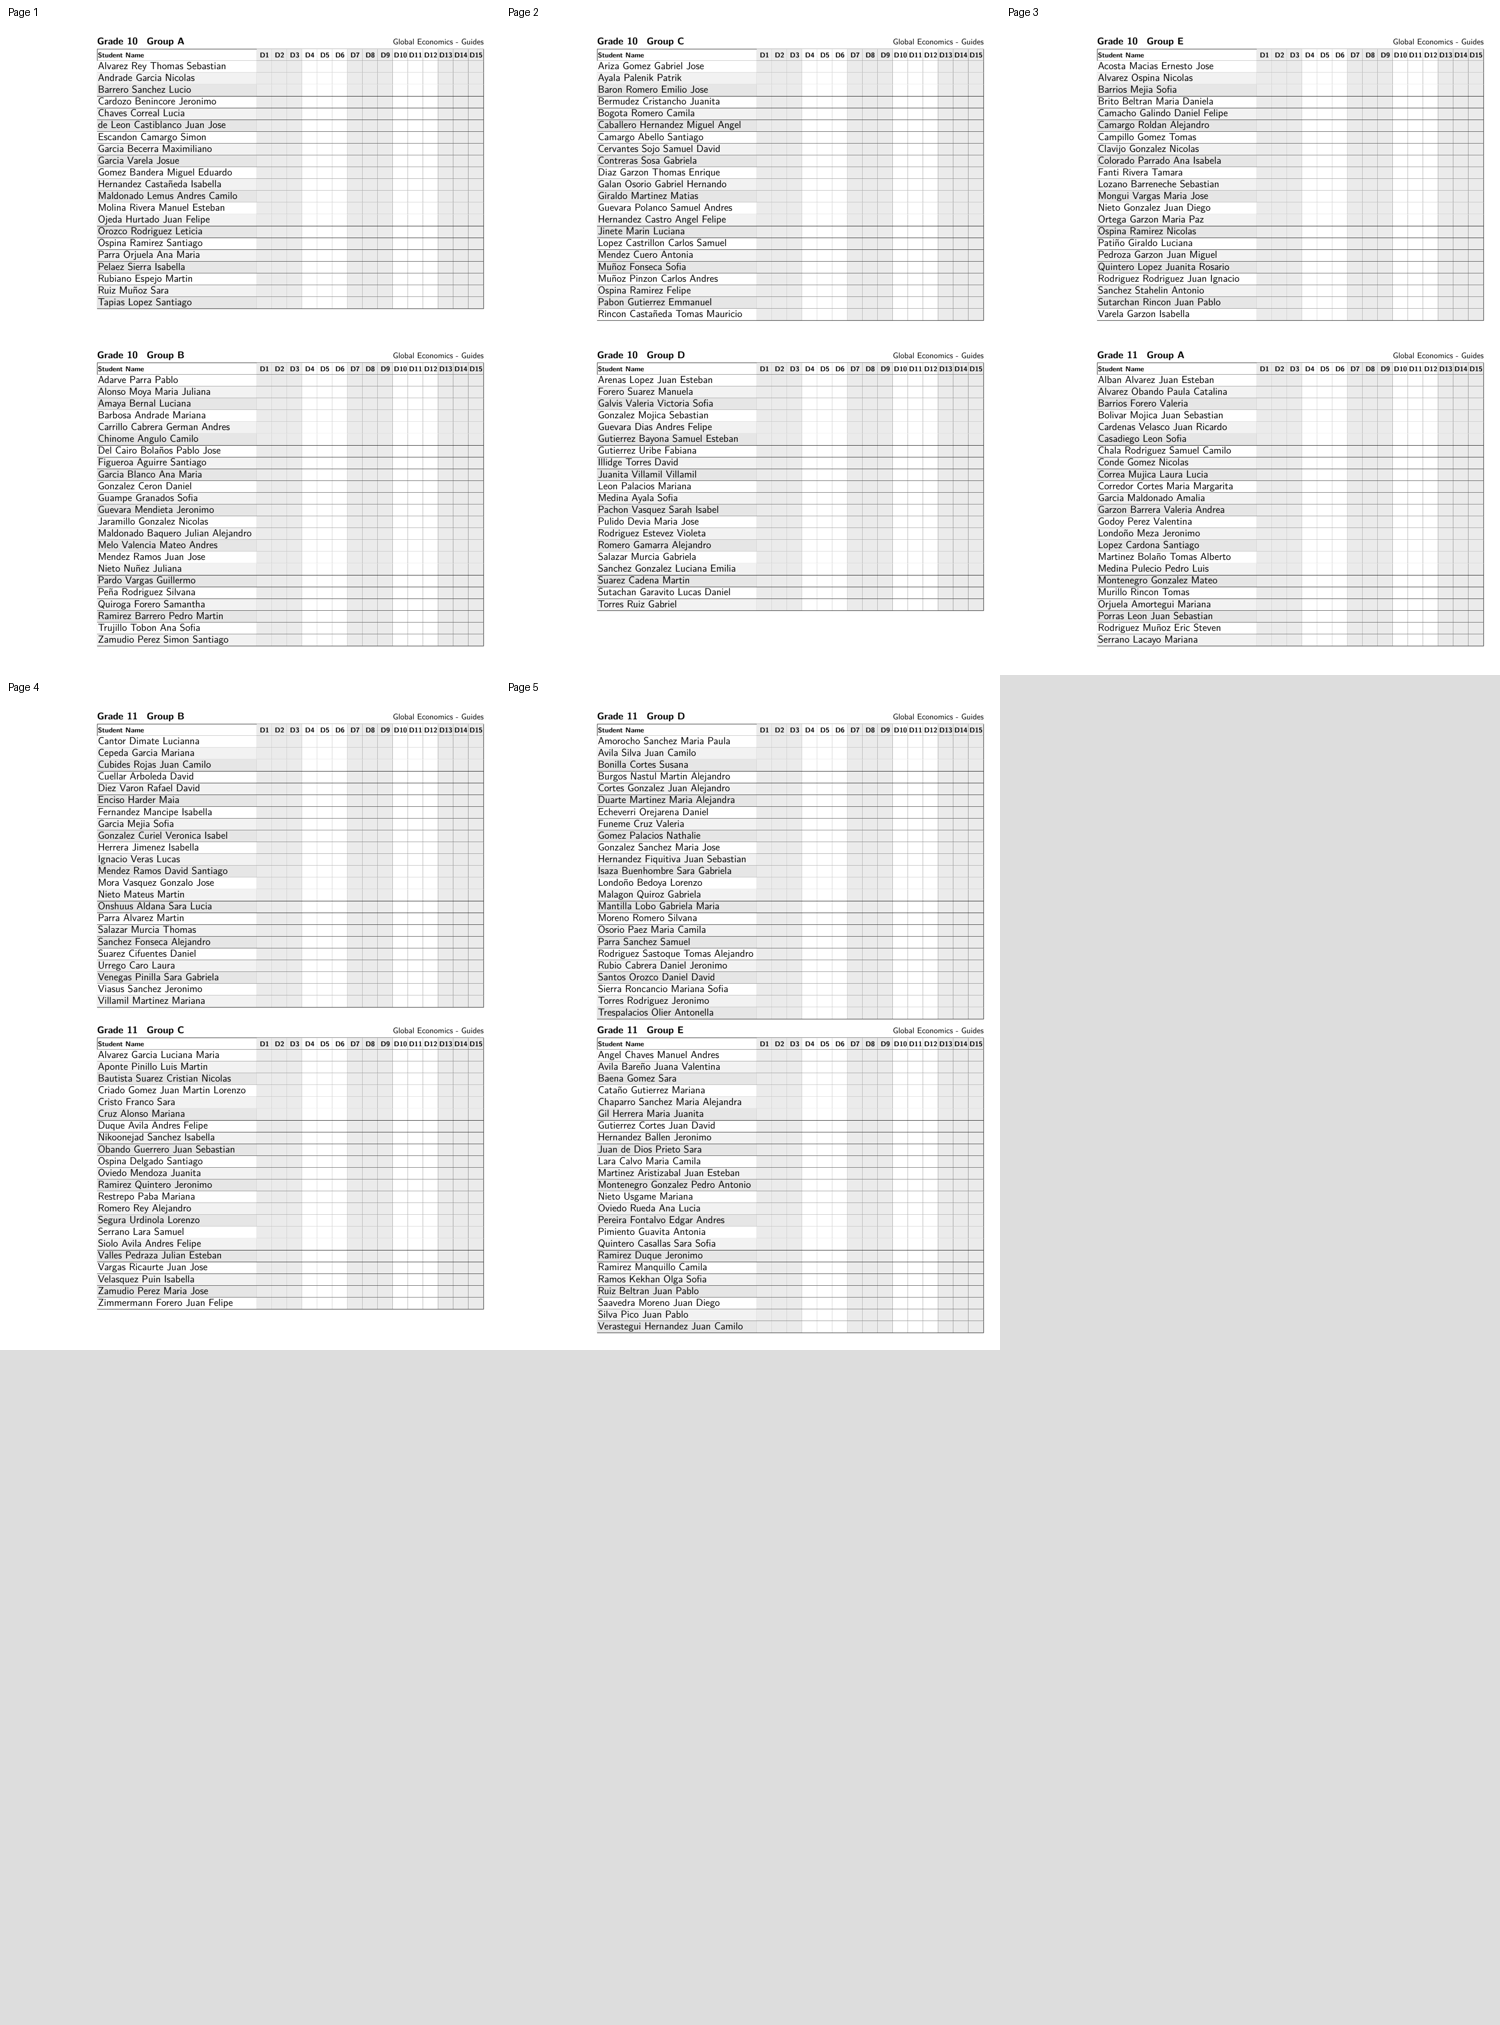 Page 1
Grade 10 Group A Global Economics - Guides
Student Name D1 D2 D3 D4 D5 D6 D7 D8 D9 D10 D11 D12 D13 D14 D15
Alvarez Rey Thomas Sebastian
Andrade Garcia Nicolas
Barrero Sanchez Lucio
Cardozo Benincore Jeronimo
Chaves Correal Lucia
de Leon Castiblanco Juan Jose
Escandon Camargo Simon
Garcia Becerra Maximiliano
Garcia Varela Josue
Gomez Bandera Miguel Eduardo
Hernandez Castañeda Isabella
Maldonado Lemus Andres Camilo
Molina Rivera Manuel Esteban
Ojeda Hurtado Juan Felipe
Orozco Rodriguez Leticia
Ospina Ramirez Santiago
Parra Orjuela Ana Maria
Pelaez Sierra Isabella
Rubiano Espejo Martin
Ruiz Muñoz Sara
Tapias Lopez Santiago
Grade 10 Group B Global Economics - Guides
Student Name D1 D2 D3 D4 D5 D6 D7 D8 D9 D10 D11 D12 D13 D14 D15
Adarve Parra Pablo
Alonso Moya Maria Juliana
Amaya Bernal Luciana
Barbosa Andrade Mariana
Carrillo Cabrera German Andres
Chinome Angulo Camilo
Del Cairo Bolaños Pablo Jose
Figueroa Aguirre Santiago
Garcia Blanco Ana Maria
Gonzalez Ceron Daniel
Guampe Granados Sofia
Guevara Mendieta Jeronimo
Jaramillo Gonzalez Nicolas
Maldonado Baquero Julian Alejandro
Melo Valencia Mateo Andres
Mendez Ramos Juan Jose
Nieto Nuñez Juliana
Pardo Vargas Guillermo
Peña Rodriguez Silvana
Quiroga Forero Samantha
Ramirez Barrero Pedro Martin
Trujillo Tobon Ana Sofia
Zamudio Perez Simon Santiago
Page 2
Grade 10 Group C Global Economics - Guides
Student Name D1 D2 D3 D4 D5 D6 D7 D8 D9 D10 D11 D12 D13 D14 D15
Ariza Gomez Gabriel Jose
Ayala Palenik Patrik
Baron Romero Emilio Jose
Bermudez Cristancho Juanita
Bogota Romero Camila
Caballero Hernandez Miguel Angel
Camargo Abello Santiago
Cervantes Sojo Samuel David
Contreras Sosa Gabriela
Diaz Garzon Thomas Enrique
Galan Osorio Gabriel Hernando
Giraldo Martinez Matias
Guevara Polanco Samuel Andres
Hernandez Castro Angel Felipe
Jinete Marin Luciana
Lopez Castrillon Carlos Samuel
Mendez Cuero Antonia
Muñoz Fonseca Sofia
Muñoz Pinzon Carlos Andres
Ospina Ramirez Felipe
Pabon Gutierrez Emmanuel
Rincon Castañeda Tomas Mauricio
Grade 10 Group D Global Economics - Guides
Student Name D1 D2 D3 D4 D5 D6 D7 D8 D9 D10 D11 D12 D13 D14 D15
Arenas Lopez Juan Esteban
Forero Suarez Manuela
Galvis Valeria Victoria Sofia
Gonzalez Mojica Sebastian
Guevara Dias Andres Felipe
Gutierrez Bayona Samuel Esteban
Gutierrez Uribe Fabiana
Illidge Torres David
Juanita Villamil Villamil
Leon Palacios Mariana
Medina Ayala Sofia
Pachon Vasquez Sarah Isabel
Pulido Devia Maria Jose
Rodriguez Estevez Violeta
Romero Gamarra Alejandro
Salazar Murcia Gabriela
Sanchez Gonzalez Luciana Emilia
Suarez Cadena Martin
Sutachan Garavito Lucas Daniel
Torres Ruiz Gabriel
Page 3
Grade 10 Group E Global Economics - Guides
Student Name D1 D2 D3 D4 D5 D6 D7 D8 D9 D10 D11 D12 D13 D14 D15
Acosta Macias Ernesto Jose
Alvarez Ospina Nicolas
Barrios Mejia Sofia
Brito Beltran Maria Daniela
Camacho Galindo Daniel Felipe
Camargo Roldan Alejandro
Campillo Gomez Tomas
Clavijo Gonzalez Nicolas
Colorado Parrado Ana Isabela
Fanti Rivera Tamara
Lozano Barreneche Sebastian
Mongui Vargas Maria Jose
Nieto Gonzalez Juan Diego
Ortega Garzon Maria Paz
Ospina Ramirez Nicolas
Patiño Giraldo Luciana
Pedroza Garzon Juan Miguel
Quintero Lopez Juanita Rosario
Rodriguez Rodriguez Juan Ignacio
Sanchez Stahelin Antonio
Sutarchan Rincon Juan Pablo
Varela Garzon Isabella
Grade 11 Group A Global Economics - Guides
Student Name D1 D2 D3 D4 D5 D6 D7 D8 D9 D10 D11 D12 D13 D14 D15
Alban Alvarez Juan Esteban
Alvarez Obando Paula Catalina
Barrios Forero Valeria
Bolivar Mojica Juan Sebastian
Cardenas Velasco Juan Ricardo
Casadiego Leon Sofia
Chala Rodriguez Samuel Camilo
Conde Gomez Nicolas
Correa Mujica Laura Lucia
Corredor Cortes Maria Margarita
Garcia Maldonado Amalia
Garzon Barrera Valeria Andrea
Godoy Perez Valentina
Londoño Meza Jeronimo
Lopez Cardona Santiago
Martinez Bolaño Tomas Alberto
Medina Pulecio Pedro Luis
Montenegro Gonzalez Mateo
Murillo Rincon Tomas
Orjuela Amortegui Mariana
Porras Leon Juan Sebastian
Rodriguez Muñoz Eric Steven
Serrano Lacayo Mariana
Page 4
Grade 11 Group B Global Economics - Guides
Student Name D1 D2 D3 D4 D5 D6 D7 D8 D9 D10 D11 D12 D13 D14 D15
Cantor Dimate Lucianna
Cepeda Garcia Mariana
Cubides Rojas Juan Camilo
Cuellar Arboleda David
Diez Varon Rafael David
Enciso Harder Maia
Fernandez Mancipe Isabella
Garcia Mejia Sofia
Gonzalez Curiel Veronica Isabel
Herrera Jimenez Isabella
Ignacio Veras Lucas
Mendez Ramos David Santiago
Mora Vasquez Gonzalo Jose
Nieto Mateus Martin
Onshuus Aldana Sara Lucia
Parra Alvarez Martin
Salazar Murcia Thomas
Sanchez Fonseca Alejandro
Suarez Cifuentes Daniel
Urrego Caro Laura
Venegas Pinilla Sara Gabriela
Viasus Sanchez Jeronimo
Villamil Martinez Mariana
Grade 11 Group C Global Economics - Guides
Student Name D1 D2 D3 D4 D5 D6 D7 D8 D9 D10 D11 D12 D13 D14 D15
Alvarez Garcia Luciana Maria
Aponte Pinillo Luis Martin
Bautista Suarez Cristian Nicolas
Criado Gomez Juan Martin Lorenzo
Cristo Franco Sara
Cruz Alonso Mariana
Duque Avila Andres Felipe
Nikoonejad Sanchez Isabella
Obando Guerrero Juan Sebastian
Ospina Delgado Santiago
Oviedo Mendoza Juanita
Ramirez Quintero Jeronimo
Restrepo Paba Mariana
Romero Rey Alejandro
Segura Urdinola Lorenzo
Serrano Lara Samuel
Siolo Avila Andres Felipe
Valles Pedraza Julian Esteban
Vargas Ricaurte Juan Jose
Velasquez Puin Isabella
Zamudio Perez Maria Jose
Zimmermann Forero Juan Felipe
Page 5
Grade 11 Group D Global Economics - Guides
Student Name D1 D2 D3 D4 D5 D6 D7 D8 D9 D10 D11 D12 D13 D14 D15
Amorocho Sanchez Maria Paula
Avila Silva Juan Camilo
Bonilla Cortes Susana
Burgos Nastul Martin Alejandro
Cortes Gonzalez Juan Alejandro
Duarte Martinez Maria Alejandra
Echeverri Orejarena Daniel
Funeme Cruz Valeria
Gomez Palacios Nathalie
Gonzalez Sanchez Maria Jose
Hernandez Fiquitiva Juan Sebastian
Isaza Buenhombre Sara Gabriela
Londoño Bedoya Lorenzo
Malagon Quiroz Gabriela
Mantilla Lobo Gabriela Maria
Moreno Romero Silvana
Osorio Paez Maria Camila
Parra Sanchez Samuel
Rodriguez Sastoque Tomas Alejandro
Rubio Cabrera Daniel Jeronimo
Santos Orozco Daniel David
Sierra Roncancio Mariana Sofia
Torres Rodriguez Jeronimo
Trespalacios Olier Antonella
Grade 11 Group E Global Economics - Guides
Student Name D1 D2 D3 D4 D5 D6 D7 D8 D9 D10 D11 D12 D13 D14 D15
Angel Chaves Manuel Andres
Avila Bareño Juana Valentina
Baena Gomez Sara
Cataño Gutierrez Mariana
Chaparro Sanchez Maria Alejandra
Gil Herrera Maria Juanita
Gutierrez Cortes Juan David
Hernandez Ballen Jeronimo
Juan de Dios Prieto Sara
Lara Calvo Maria Camila
Martinez Aristizabal Juan Esteban
Montenegro Gonzalez Pedro Antonio
Nieto Usgame Mariana
Oviedo Rueda Ana Lucia
Pereira Fontalvo Edgar Andres
Pimiento Guavita Antonia
Quintero Casallas Sara Sofia
Ramirez Duque Jeronimo
Ramirez Manquillo Camila
Ramos Kekhan Olga Sofia
Ruiz Beltran Juan Pablo
Saavedra Moreno Juan Diego
Silva Pico Juan Pablo
Verastegui Hernandez Juan Camilo